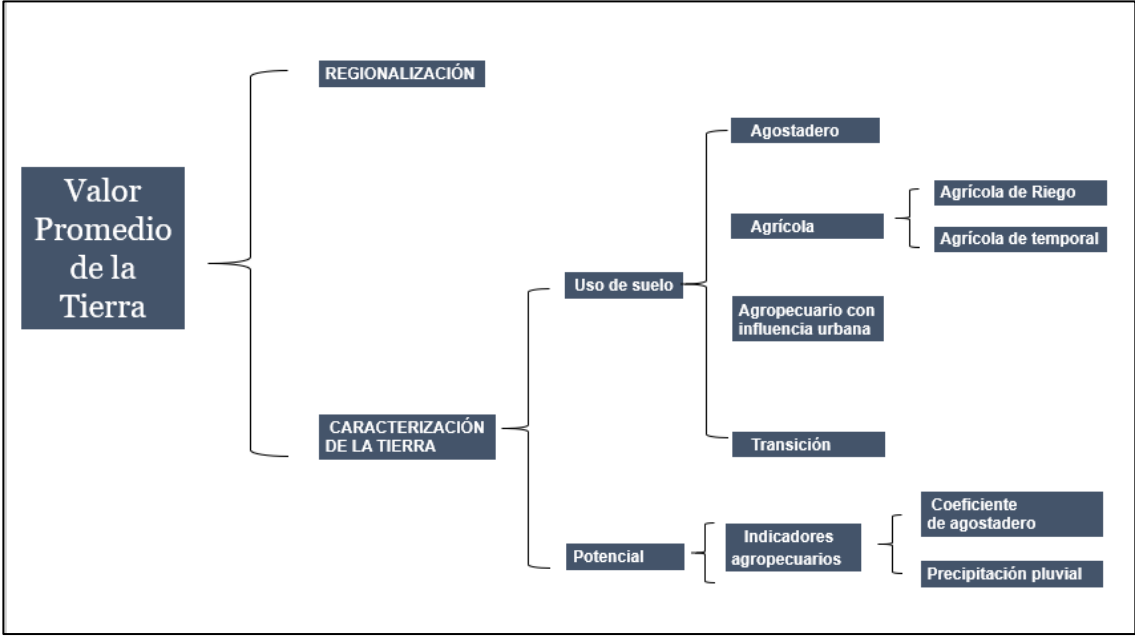 Valor
Promedio
de la
Tierra
REGIONALIZACIÓN
CARACTERIZACIÓN
DE LA TIERRA
Uso de suelo
Agostadero
Agrícola
Agrícola de Riego
Agrícola de temporal
Agropecuario con
influencia urbana
Transición
Potencial
Indicadores
agropecuarios
Coeficiente
de agostadero
Precipitación pluvial